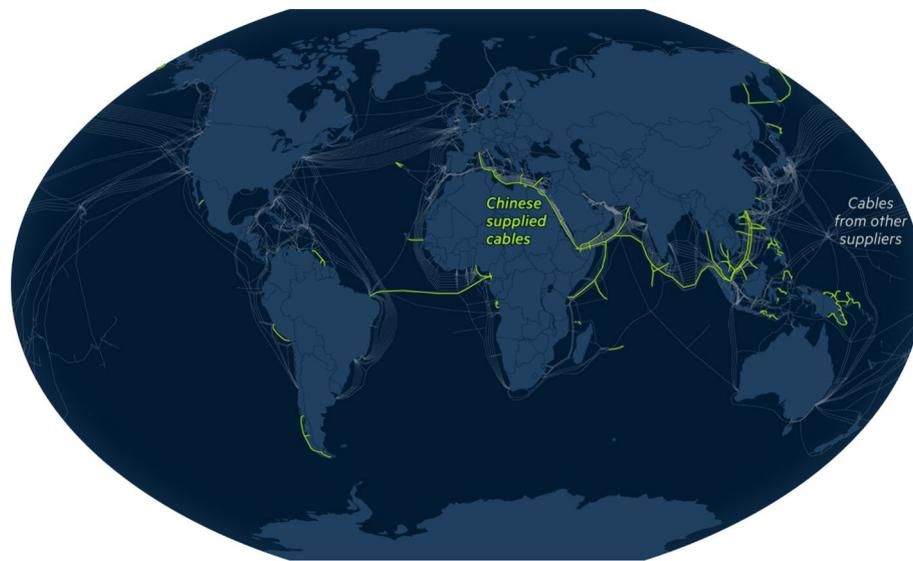 Chinese
supplied
cables
Cables
from other
suppliers